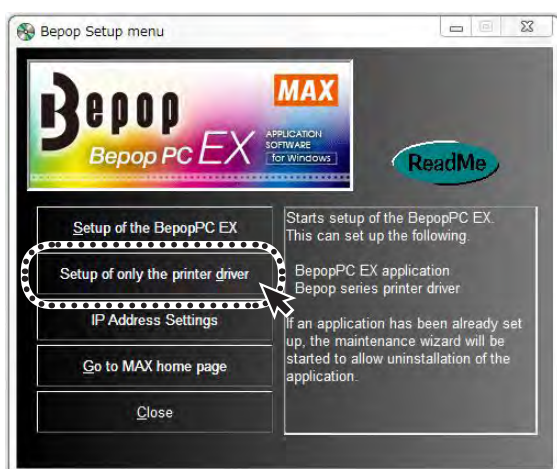 Bepop Setup menu
Bepop
MAX
Bepop PC EX
APPLICATION
SOFTWARE
for Windows
ReadMe
Setup of the BepopPC EX
Setup of only the printer driver
IP Address Settings
Go to MAX home page
Close
Starts setup of the BepopPC EX.
This can set up the following.
BepopPC EX application
Bepop series printer driver
If an application has been already set
up, the maintenance wizard will be
started to allow uninstallation of the
application.